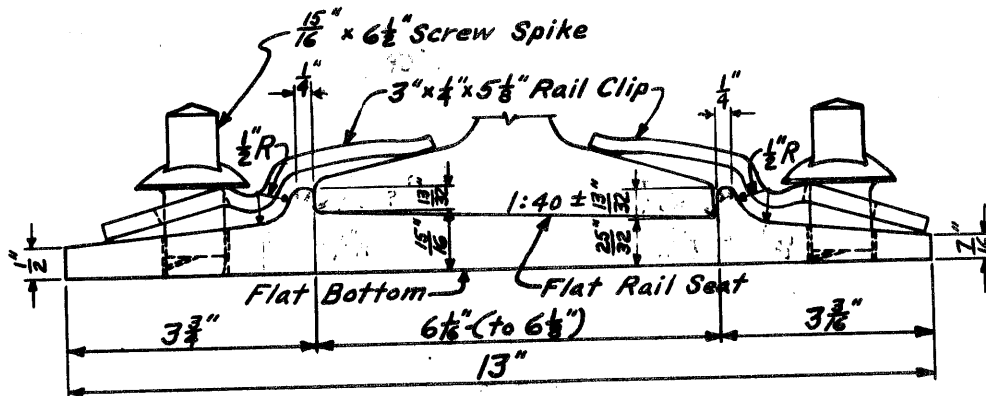 15/16" x 6 1/2" Screw Spike
1/4"
3" x 1/4" x 5 1/8" Rail Clip
1/4"
1/2" R
1/2" R
13/32"
1:40 ± 13/32"
15/16"
25/32"
1/2"
7/16"
Flat Bottom
Flat Rail Seat
3 3/4"
6 1/16" (to 6 1/8")
3 3/16"
13"